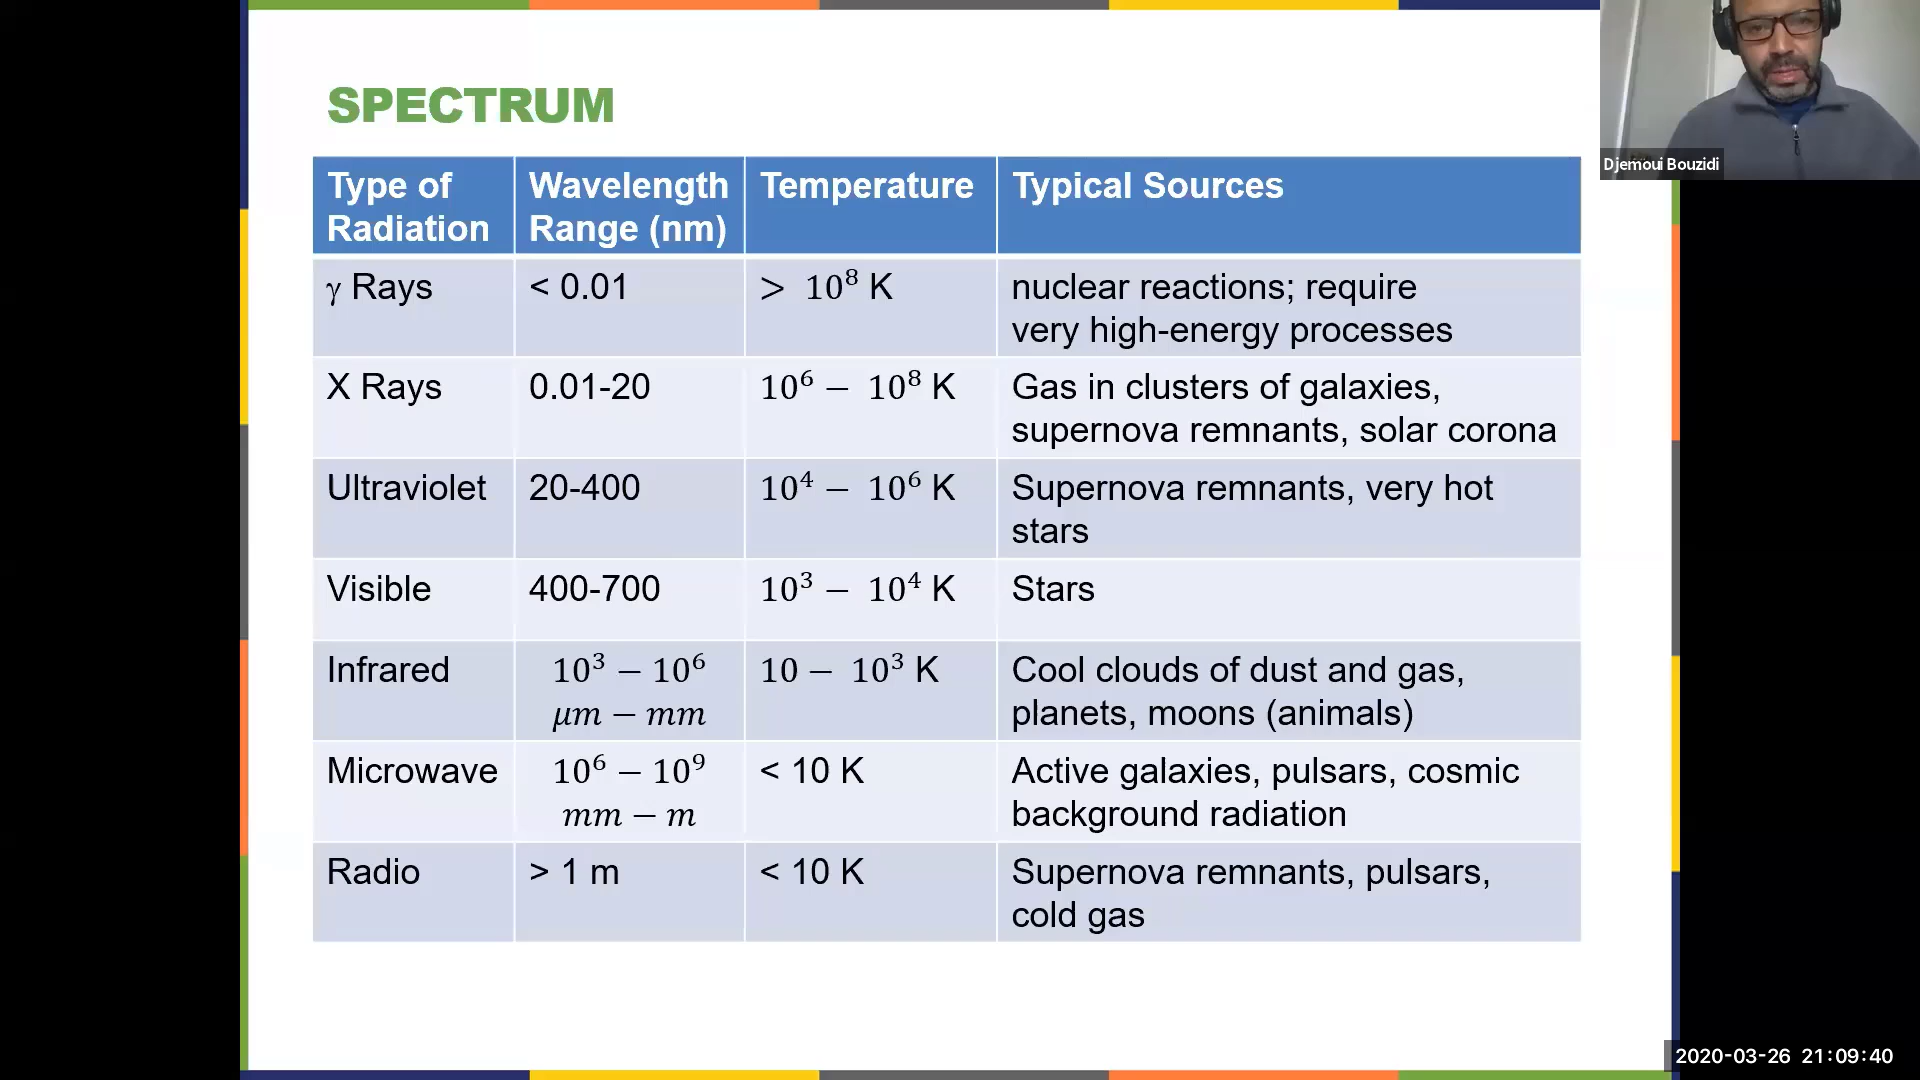 SPECTRUM
Type of
Radiation
Wavelength
Range (nm)
Temperature
Typical Sources
γ Rays
< 0.01
> 10⁸ K
nuclear reactions; require
very high-energy processes
X Rays
0.01-20
10⁶ − 10⁸ K
Gas in clusters of galaxies,
supernova remnants, solar corona
Ultraviolet
20-400
10⁴ − 10⁶ K
Supernova remnants, very hot
stars
Visible
400-700
10³ − 10⁴ K
Stars
Infrared
10³ − 10⁶
μm − mm
10 − 10³ K
Cool clouds of dust and gas,
planets, moons (animals)
Microwave
10⁶ − 10⁹
mm − m
< 10 K
Active galaxies, pulsars, cosmic
background radiation
Radio
> 1 m
< 10 K
Supernova remnants, pulsars,
cold gas
Djemoui Bouzidi
2020-03-26 21:09:40